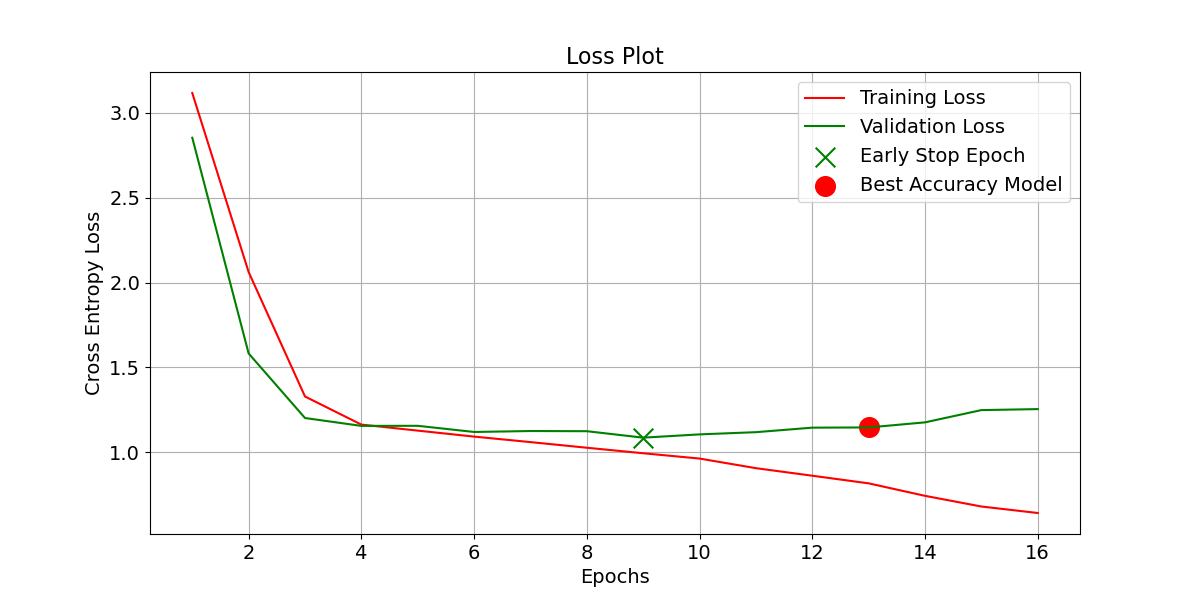 Loss Plot
Training Loss
Validation Loss
Early Stop Epoch
Best Accuracy Model
Cross Entropy Loss
3.0
2.5
2.0
1.5
1.0
2 4 6 8 10 12 14 16
Epochs